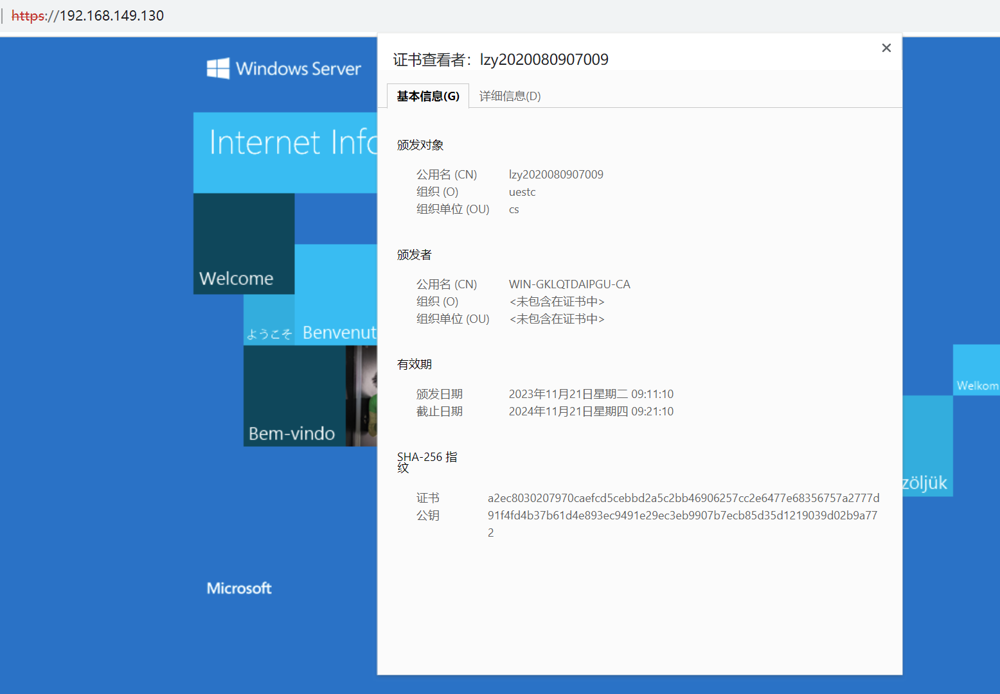 https://192.168.149.130
Windows Server
Internet Info
Welcome
ようこそ
Benvenut
Bem-vindo
Microsoft
证书查看者：lzy2020080907009
基本信息(G) 详细信息(D)
颁发对象
公用名 (CN) lzy2020080907009
组织 (O) uestc
组织单位 (OU) cs
颁发者
公用名 (CN) WIN-GKLQTDAIPGU-CA
组织 (O) <未包含在证书中>
组织单位 (OU) <未包含在证书中>
有效期
颁发日期 2023年11月21日星期二 09:11:10
截止日期 2024年11月21日星期四 09:21:10
SHA-256 指
纹
证书 a2ec8030207970caefcd5cebbd2a5c2bb46906257cc2e6477e68356757a2777d
公钥 91f4fd4b37b61d4e893ec9491e29ec3eb9907b7ecb85d35d1219039d02b9a77
2
Welkom
zöljük